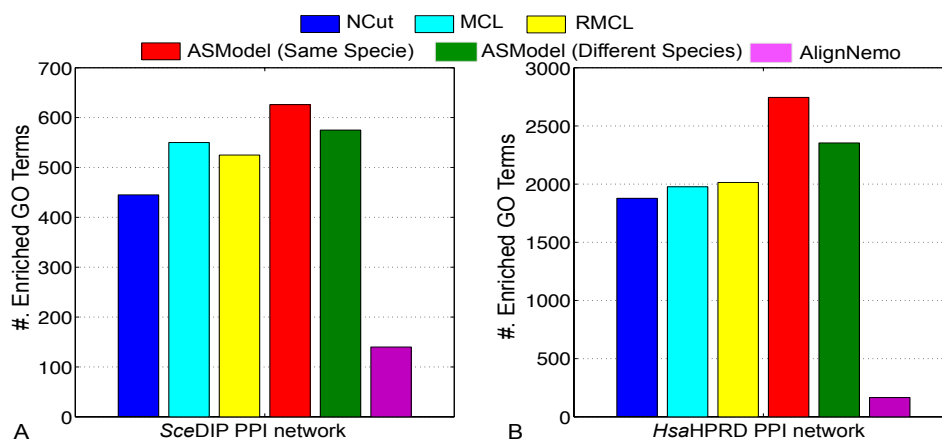 NCut MCL RMCL
ASModel (Same Specie) ASModel (Different Species) AlignNemo
700
600
500
400
300
200
100
0
#. Enriched GO Terms
A
SceDIP PPI network
3000
2500
2000
1500
1000
500
0
#. Enriched GO Terms
B
HsaHPRD PPI network